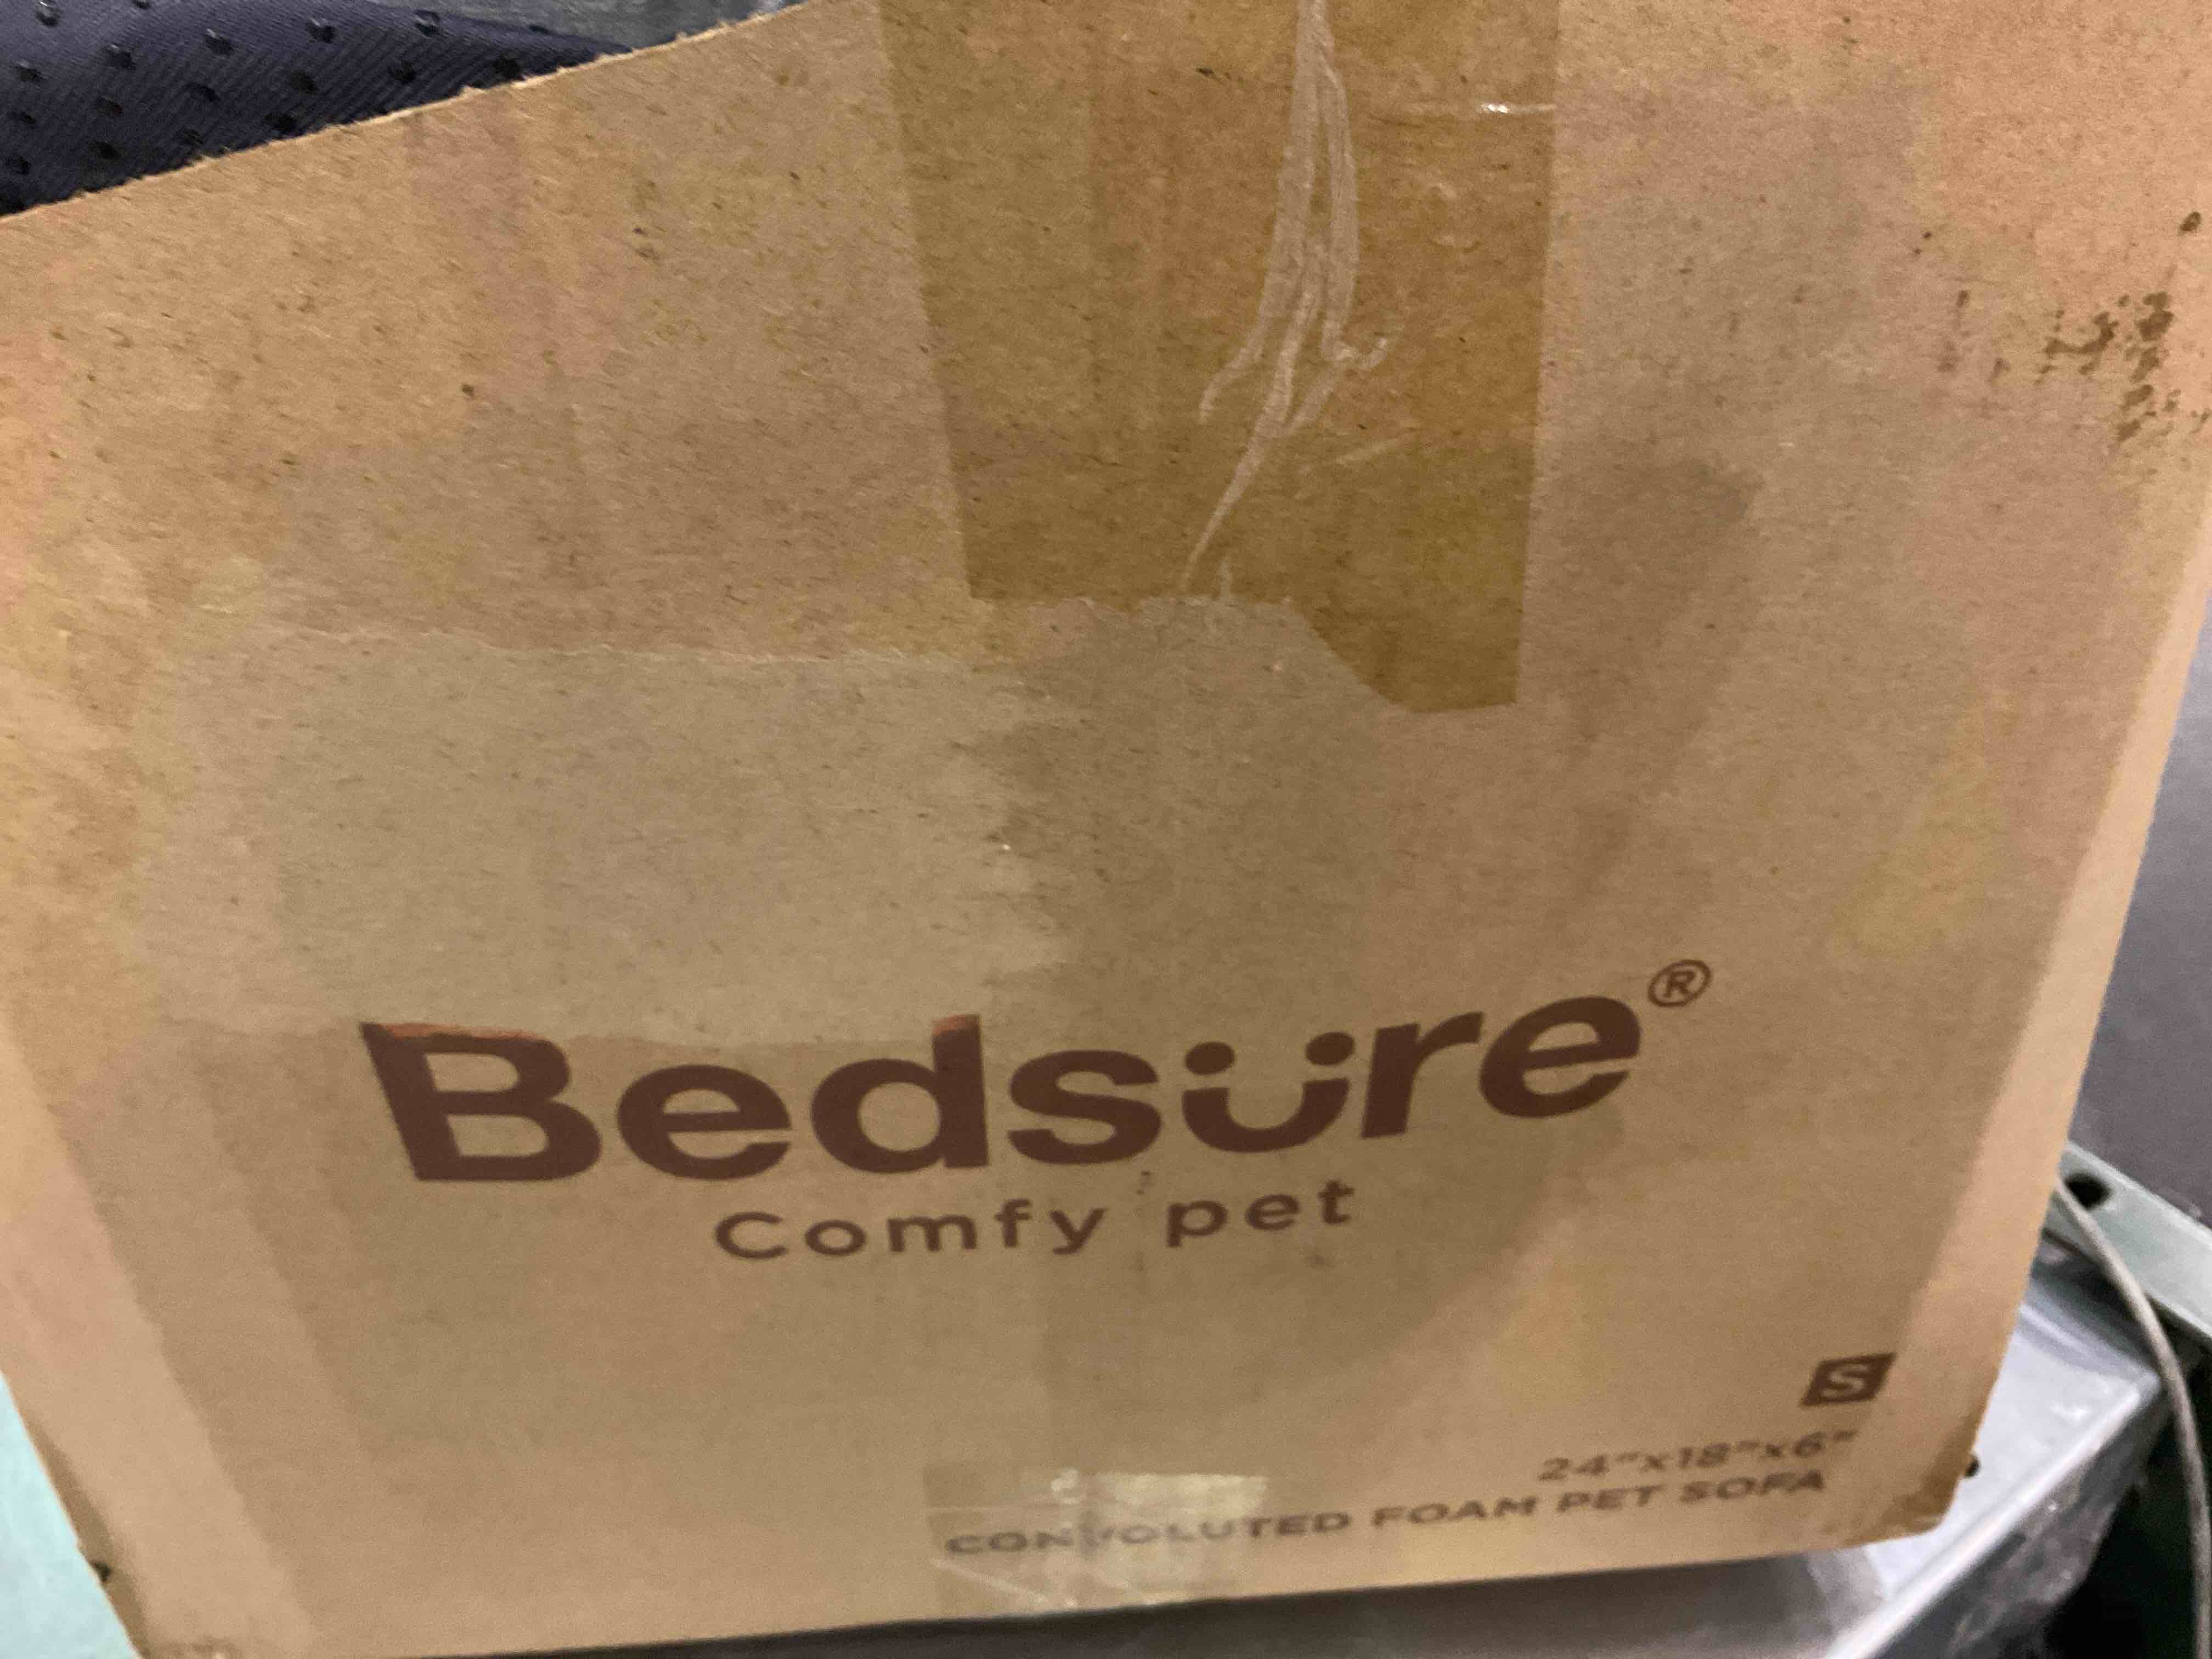 Bedsure®
Comfy pet
S
24"x18"x6"
CONVOLUTED FOAM PET SOFA